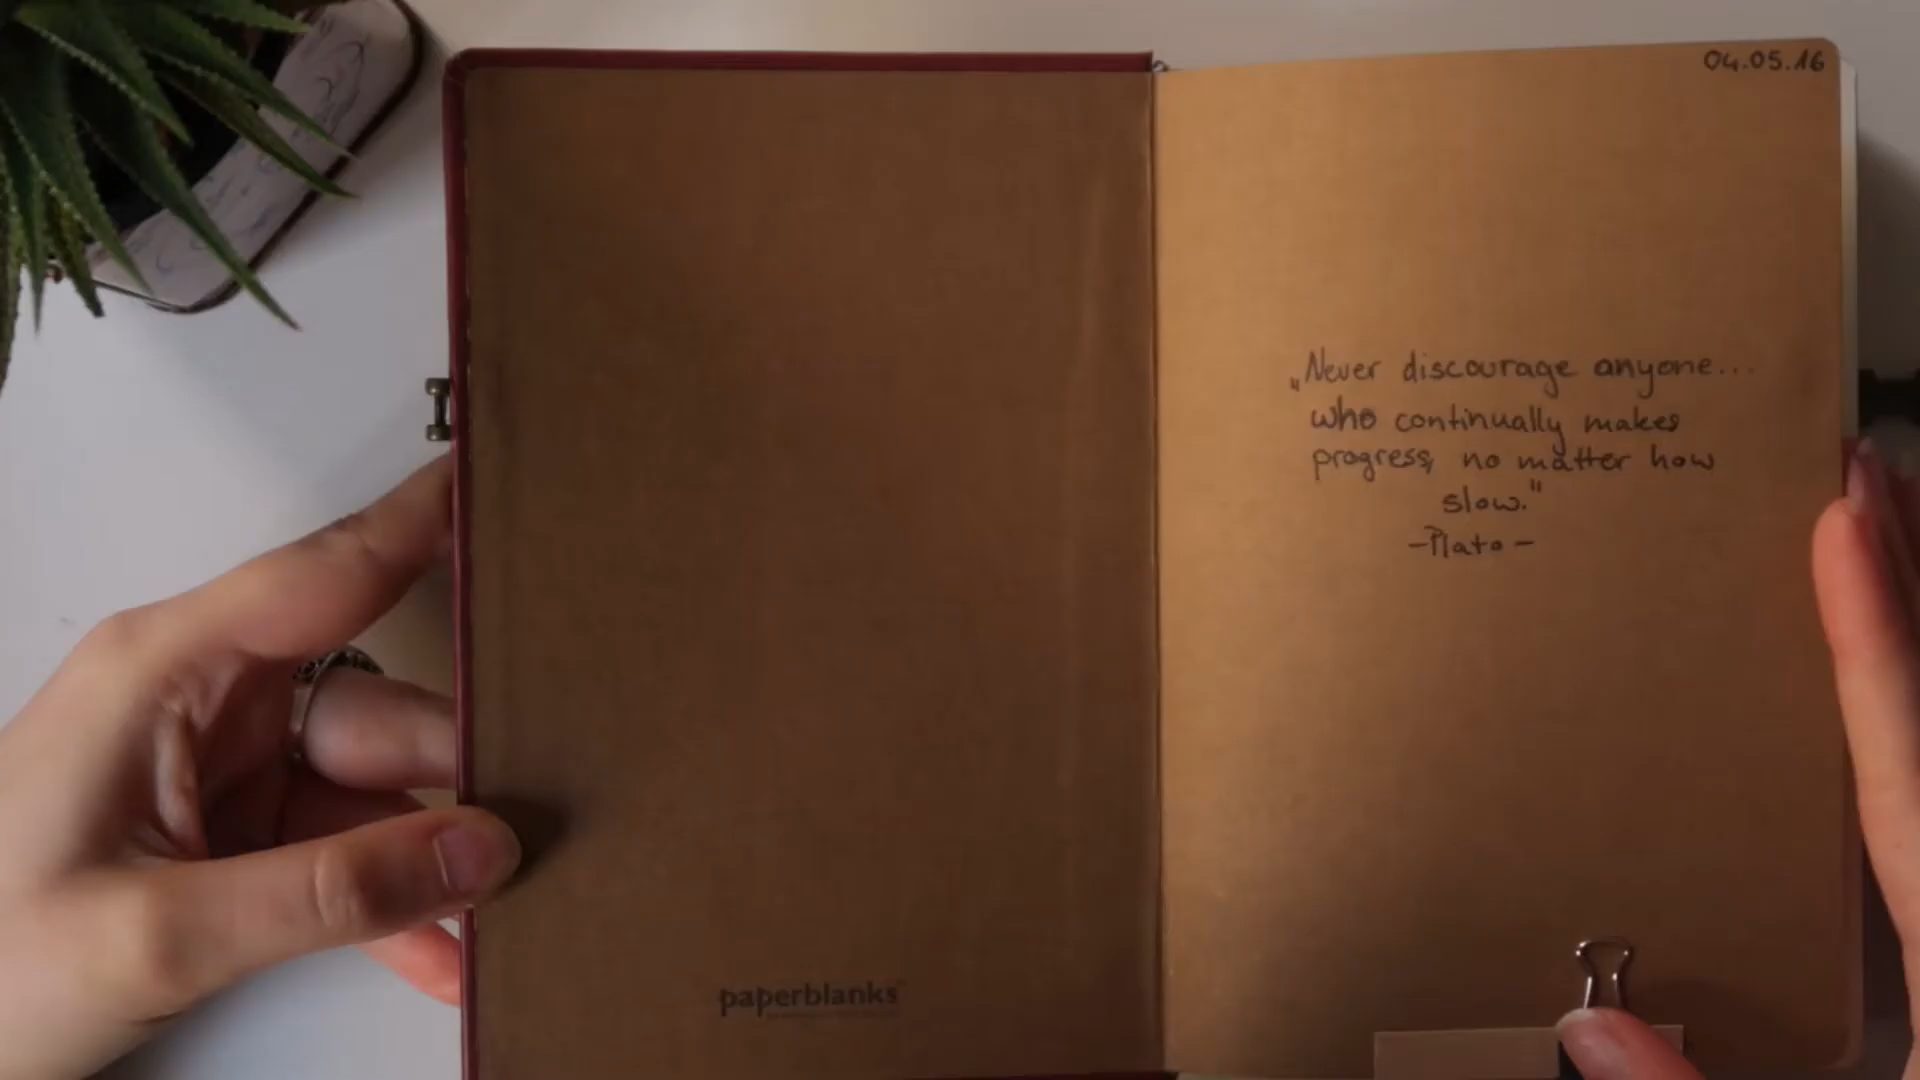 04.05.16
„Never discourage anyone...
who continually makes
progress, no matter how
slow."
-Plato-
paperblanks